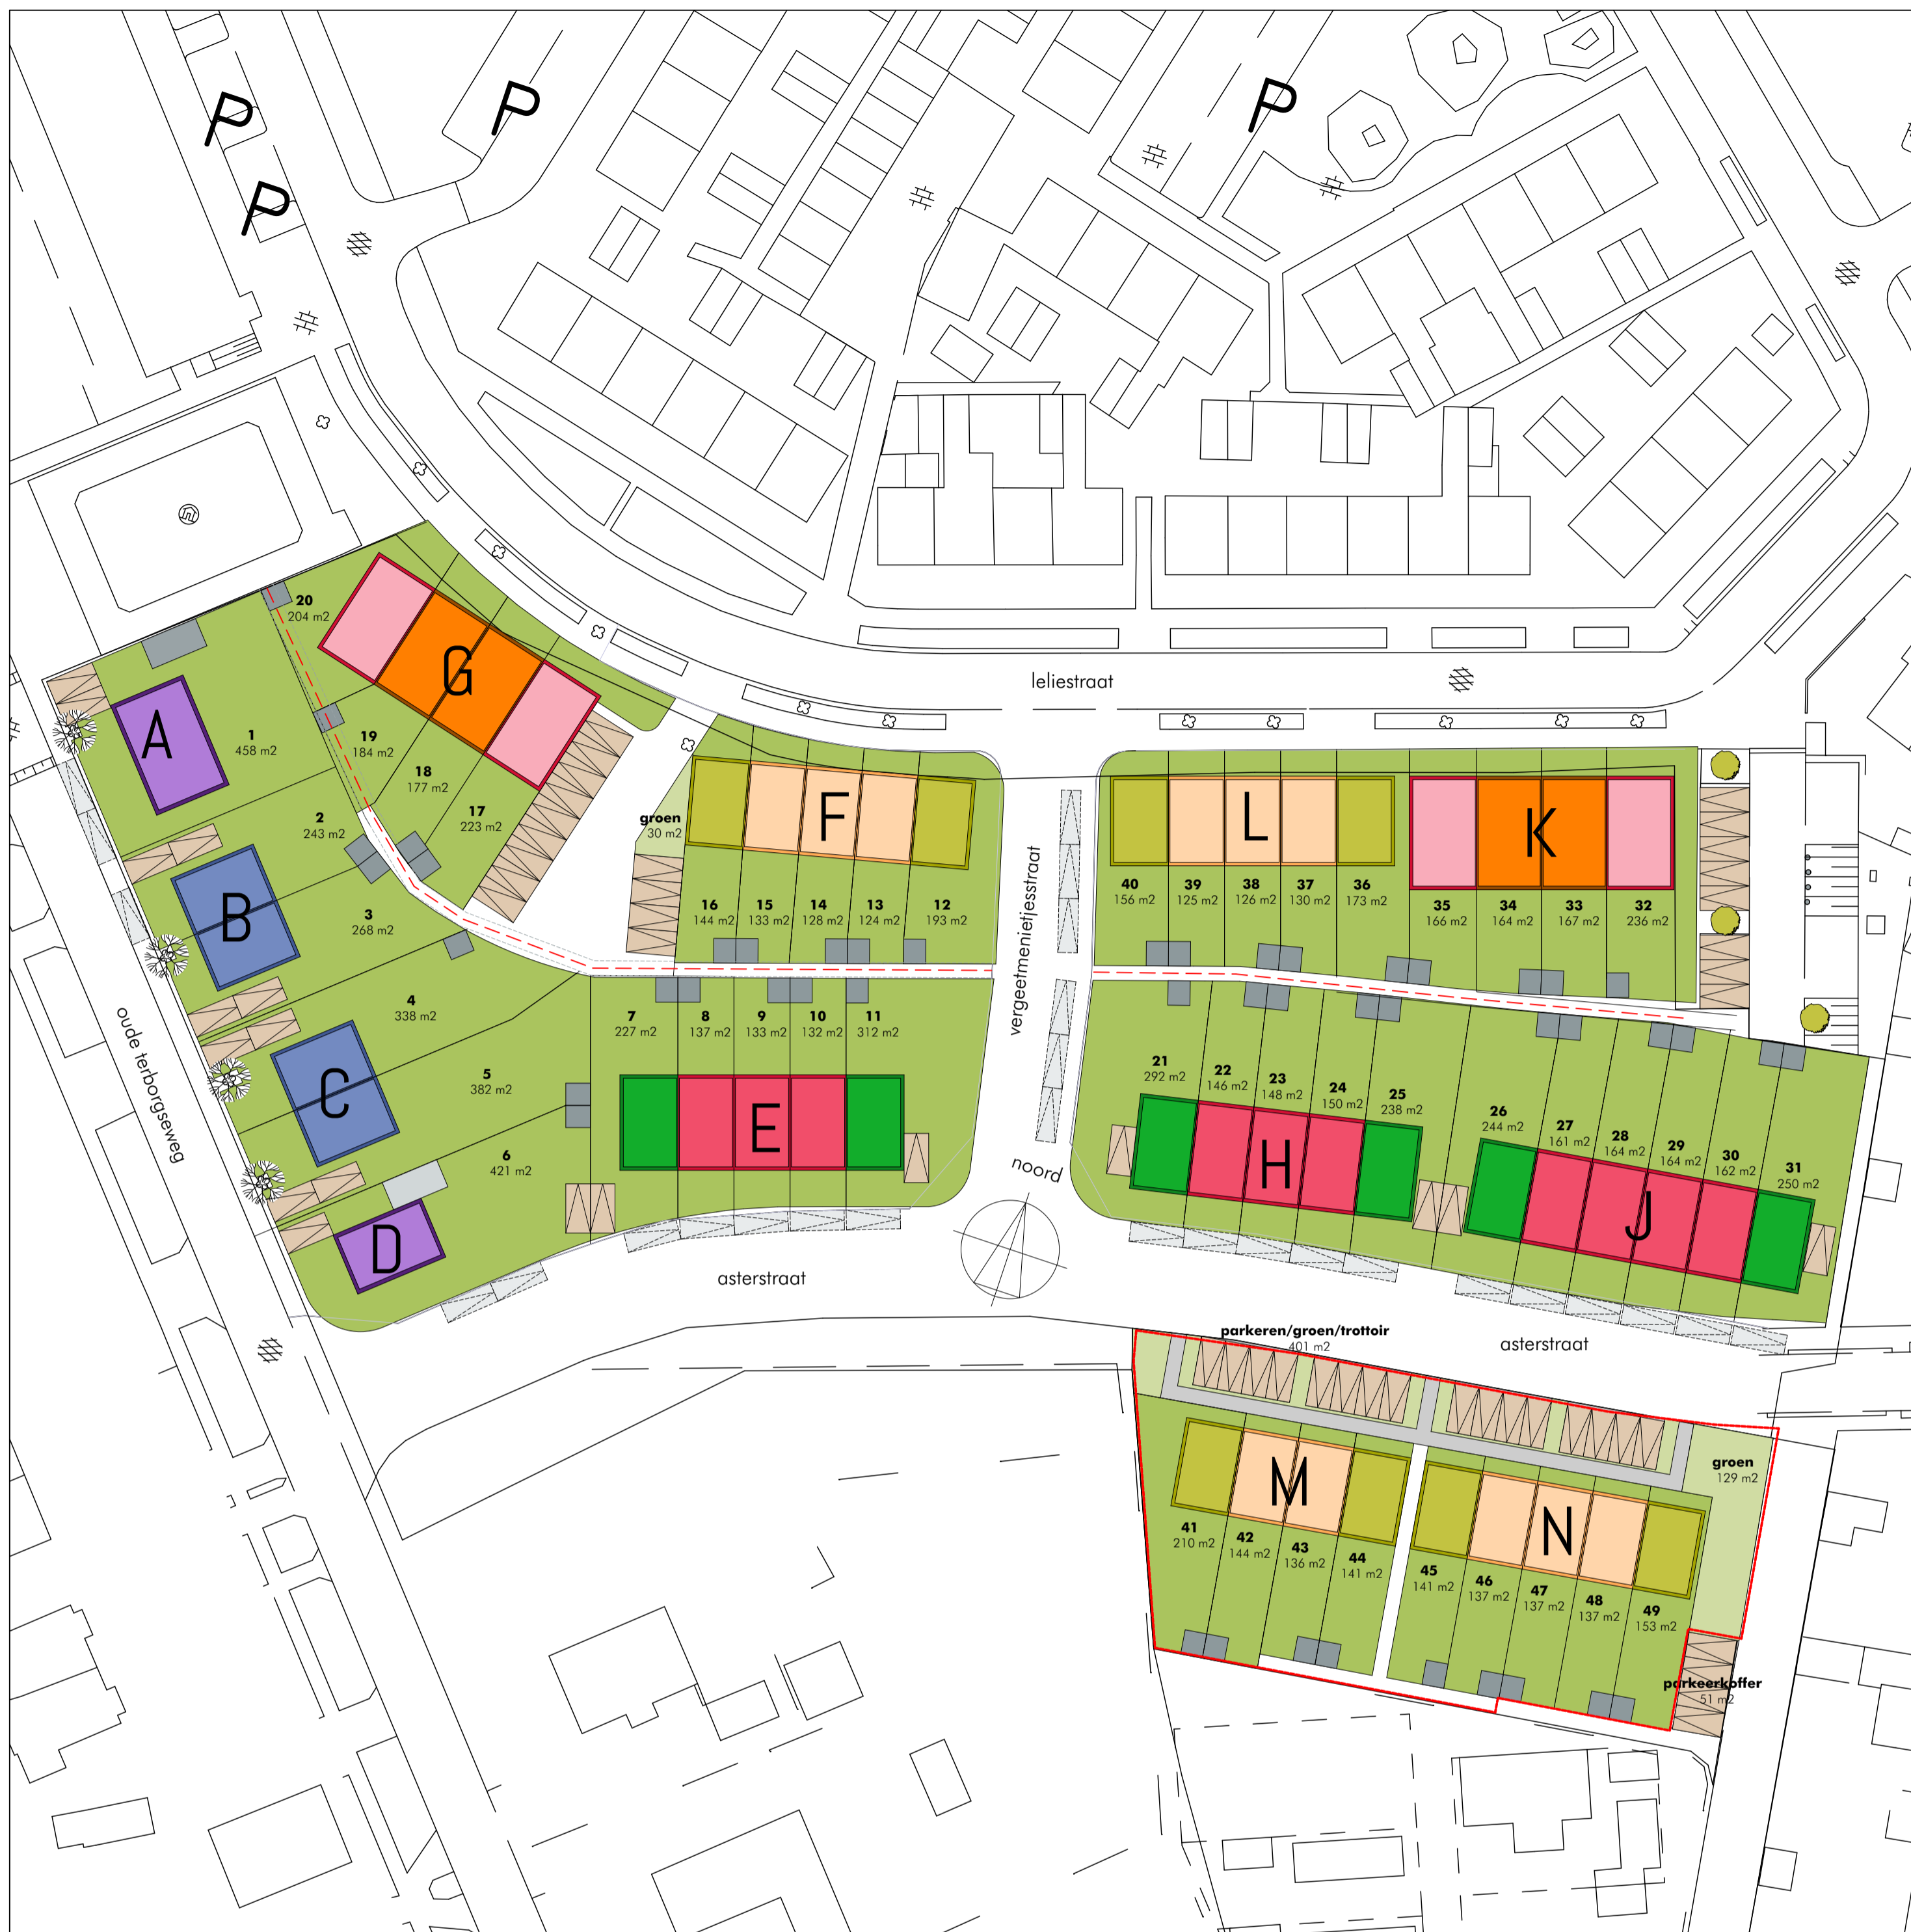 P
P
P
P
leliestraat
20
204 m2
G
A
1
458 m2
19
184 m2
18
177 m2
17
223 m2
2
243 m2
B
3
268 m2
4
338 m2
C
5
382 m2
6
421 m2
D
oude terborgseweg
groen
30 m2
F
16
144 m2
15
133 m2
14
128 m2
13
124 m2
12
193 m2
7
227 m2
8
137 m2
9
133 m2
10
132 m2
11
312 m2
E
vergeetmenietjesstraat
noord
L
K
40
156 m2
39
125 m2
38
126 m2
37
130 m2
36
173 m2
35
166 m2
34
164 m2
33
167 m2
32
236 m2
21
292 m2
22
146 m2
23
148 m2
24
150 m2
25
238 m2
H
26
244 m2
27
161 m2
28
164 m2
29
164 m2
30
162 m2
31
250 m2
J
asterstraat
asterstraat
parkeren/groen/trottoir
401 m2
groen
129 m2
M
N
41
210 m2
42
144 m2
43
136 m2
44
141 m2
45
141 m2
46
137 m2
47
137 m2
48
137 m2
49
153 m2
parkeerkoffer
51 m2